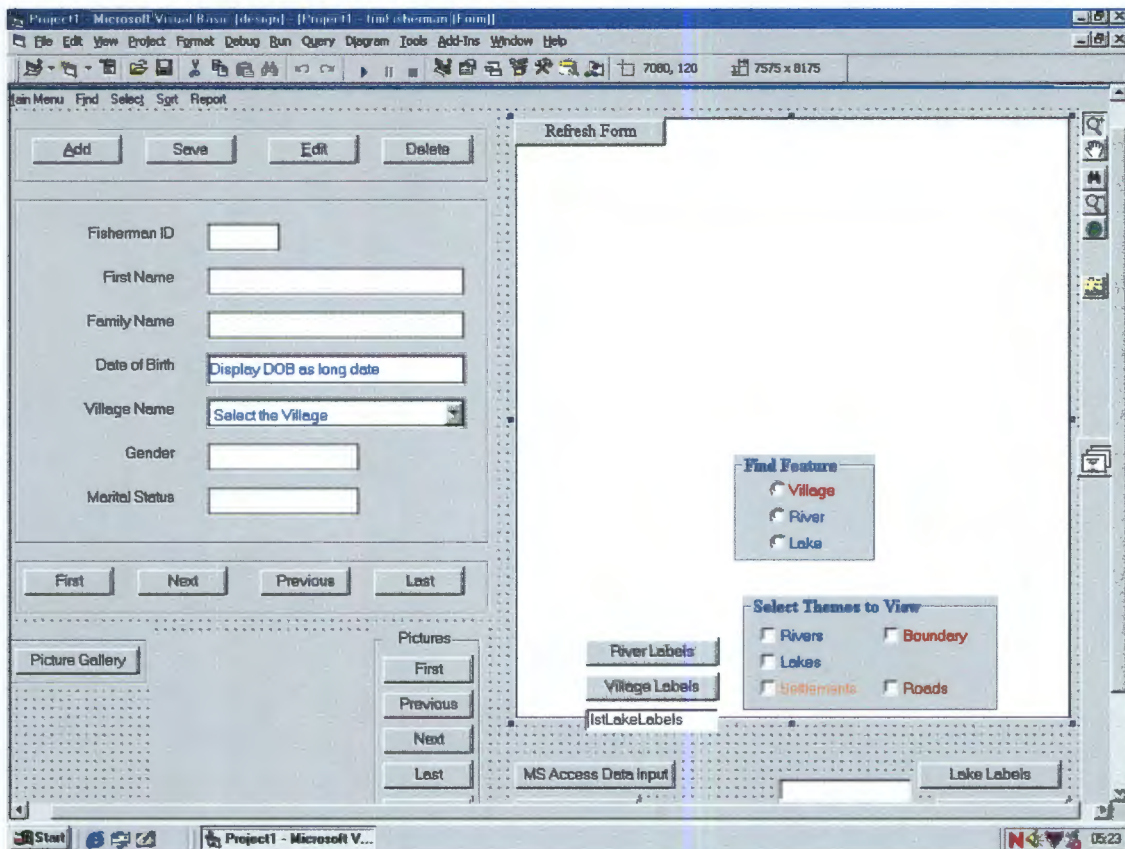 Project1 - Microsoft Visual Basic [design] - [Project1 - frmFisherman (Form)]
File Edit View Project Format Debug Run Query Diagram Tools Add-Ins Window Help
7080, 120 7575 x 8175
Main Menu Find Select Sort Report
Add Save Edit Delete
Refresh Form
Fisherman ID
First Name
Family Name
Date of Birth Display DOB as long date
Village Name Select the Village
Gender
Marital Status
Find Feature
Village
River
Lake
First Next Previous Last
Select Themes to View
Rivers Boundary
Lakes
Settlements Roads
River Labels
Village Labels
lstLakeLabels
Picture Gallery
Pictures
First
Previous
Next
Last
MS Access Data Input
Lake Labels
Start Project1 - Microsoft V... 05:23